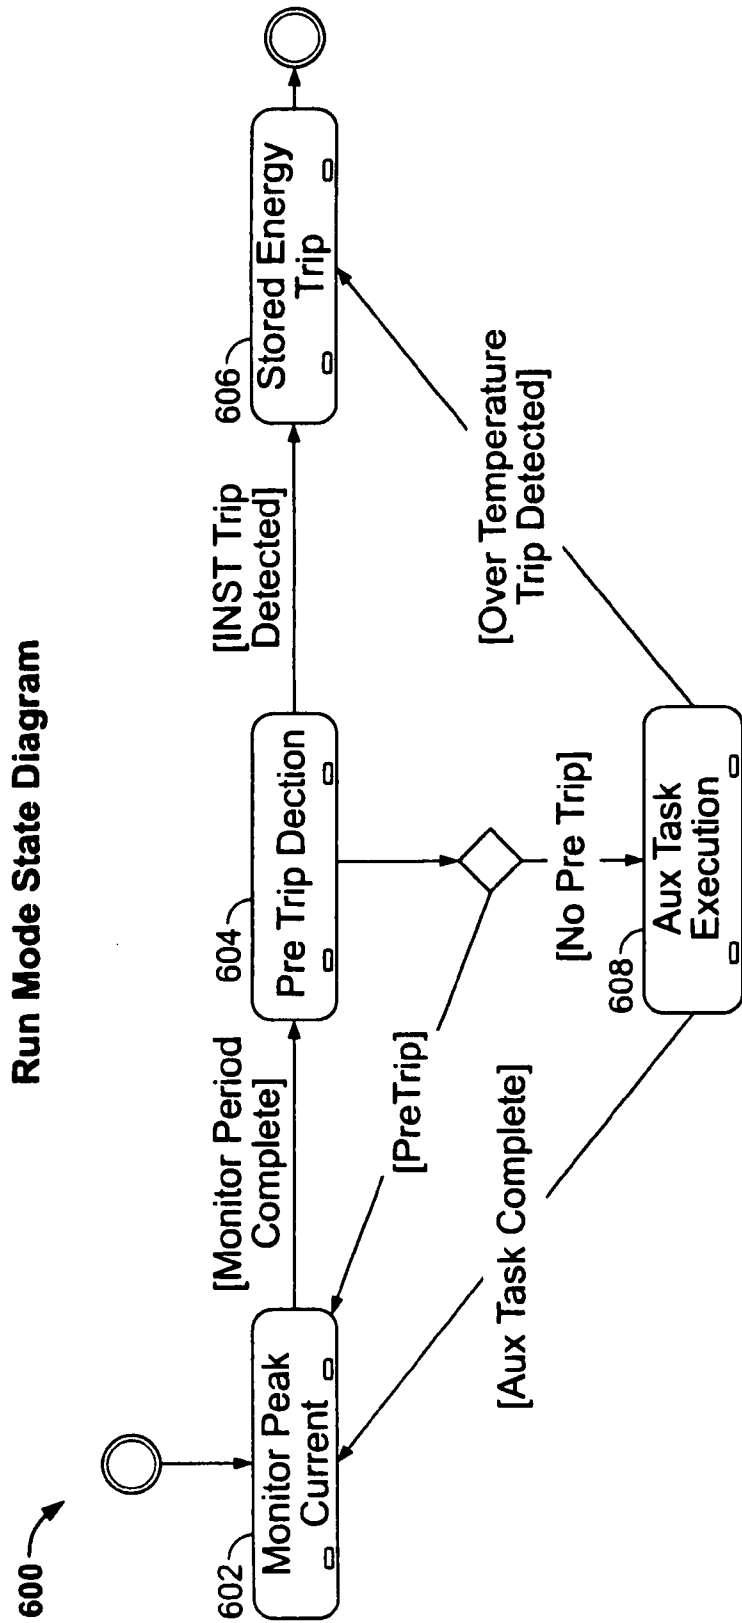 Run Mode State Diagram
600
602
Monitor Peak
Current
[Monitor Period
Complete]
604
Pre Trip Dection
[INST Trip
Detected]
606
Stored Energy
Trip
[PreTrip]
[No Pre Trip]
[Over Temperature
Trip Detected]
[Aux Task Complete]
608
Aux Task
Execution